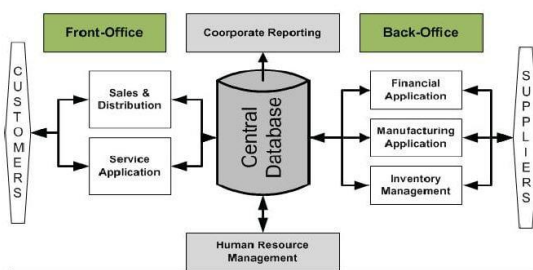 Front-Office
Coorporate Reporting
Back-Office
CUSTOMERS
Sales &
Distribution
Service
Application
Central
Database
Financial
Application
Manufacturing
Application
Inventory
Management
SUPPLIERS
Human Resource
Management